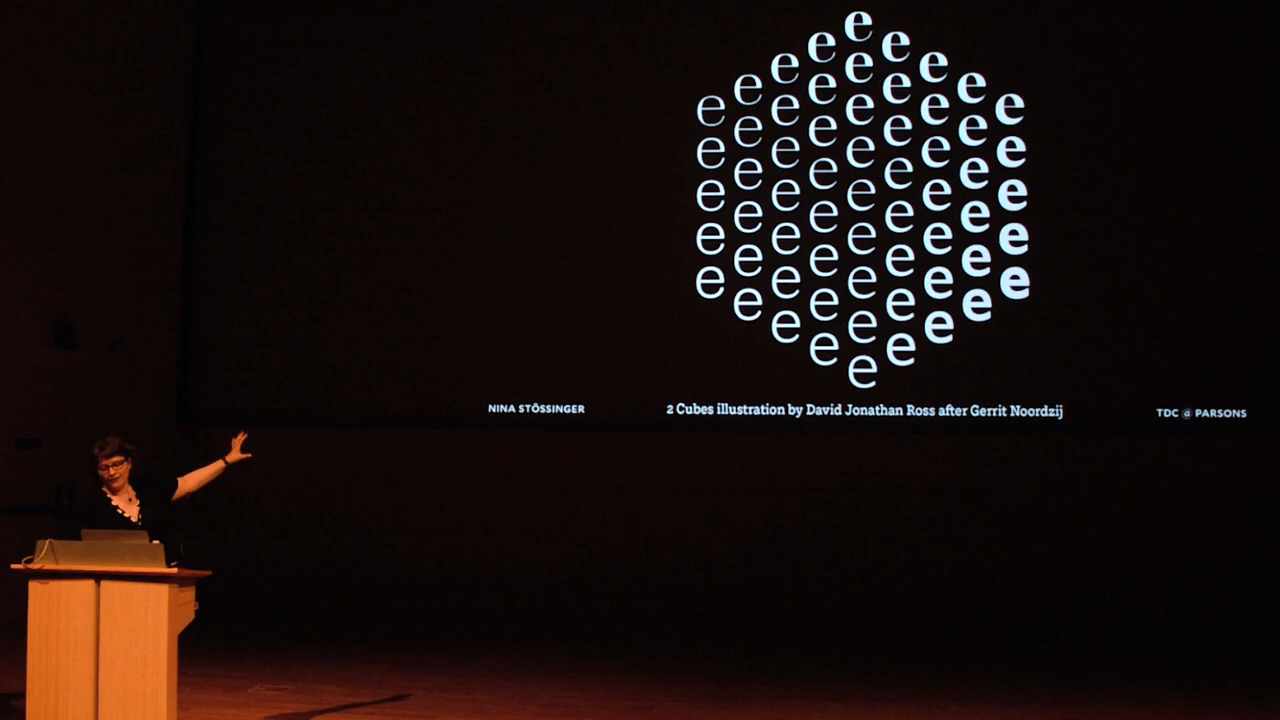 e
e e
e e e
e e e e
e e e e e
e e e e
e e e e e
e e e e
e e e e e
e e e e
e e e e e
e e e e
e e e e e
e e e e
e e e
e e
e
NINA STÖSSINGER
2 Cubes illustration by David Jonathan Ross after Gerrit Noordzij
TDC @ PARSONS